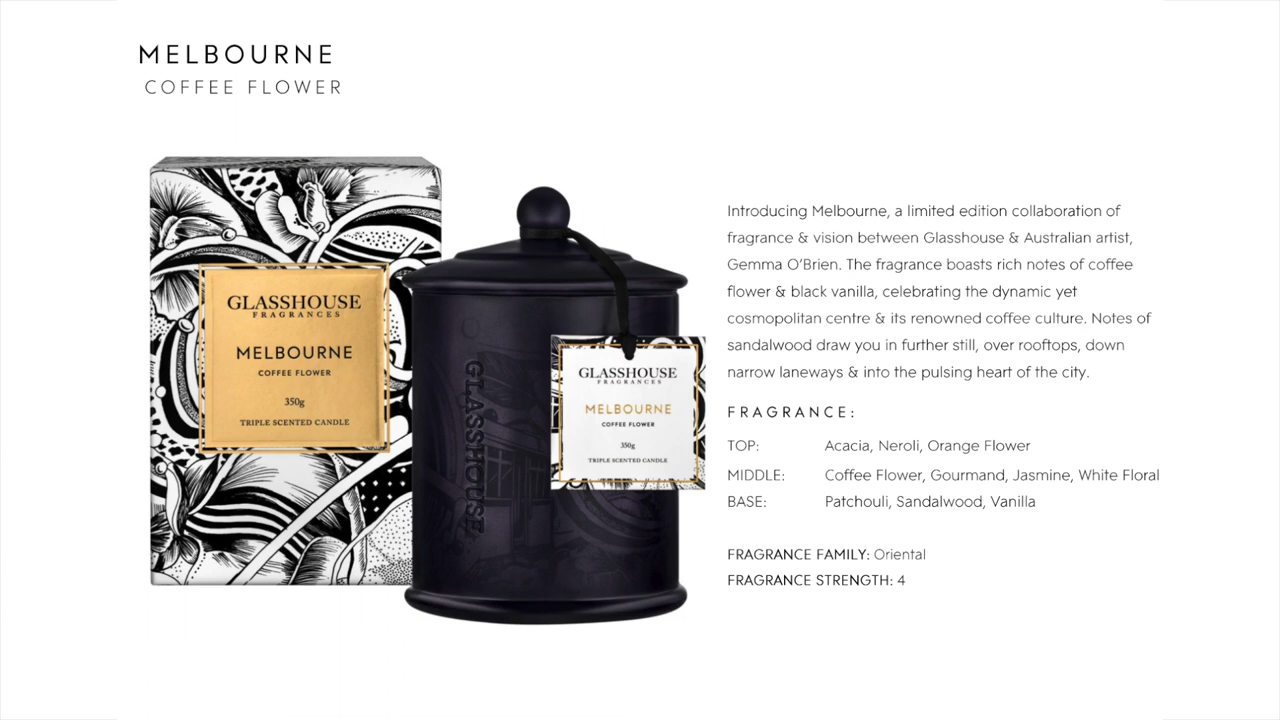 MELBOURNE
COFFEE FLOWER
GLASSHOUSE
FRAGRANCES
MELBOURNE
COFFEE FLOWER
350g
TRIPLE SCENTED CANDLE
GLASSHOUSE
GLASSHOUSE
FRAGRANCES
MELBOURNE
COFFEE FLOWER
350g
TRIPLE SCENTED CANDLE
Introducing Melbourne, a limited edition collaboration of
fragrance & vision between Glasshouse & Australian artist,
Gemma O'Brien. The fragrance boasts rich notes of coffee
flower & black vanilla, celebrating the dynamic yet
cosmopolitan centre & its renowned coffee culture. Notes of
sandalwood draw you in further still, over rooftops, down
narrow laneways & into the pulsing heart of the city.
FRAGRANCE:
TOP: Acacia, Neroli, Orange Flower
MIDDLE: Coffee Flower, Gourmand, Jasmine, White Floral
BASE: Patchouli, Sandalwood, Vanilla
FRAGRANCE FAMILY: Oriental
FRAGRANCE STRENGTH: 4